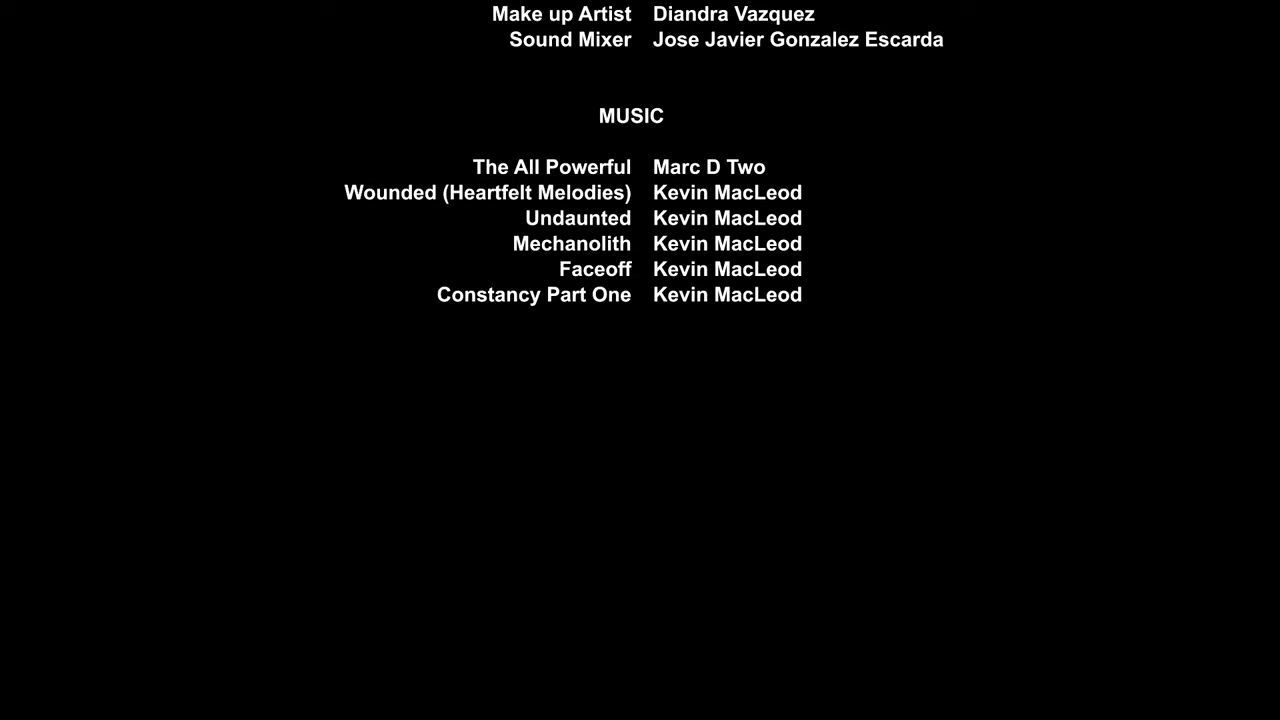 Make up Artist Diandra Vazquez
Sound Mixer Jose Javier Gonzalez Escarda
MUSIC
The All Powerful Marc D Two
Wounded (Heartfelt Melodies) Kevin MacLeod
Undaunted Kevin MacLeod
Mechanolith Kevin MacLeod
Faceoff Kevin MacLeod
Constancy Part One Kevin MacLeod